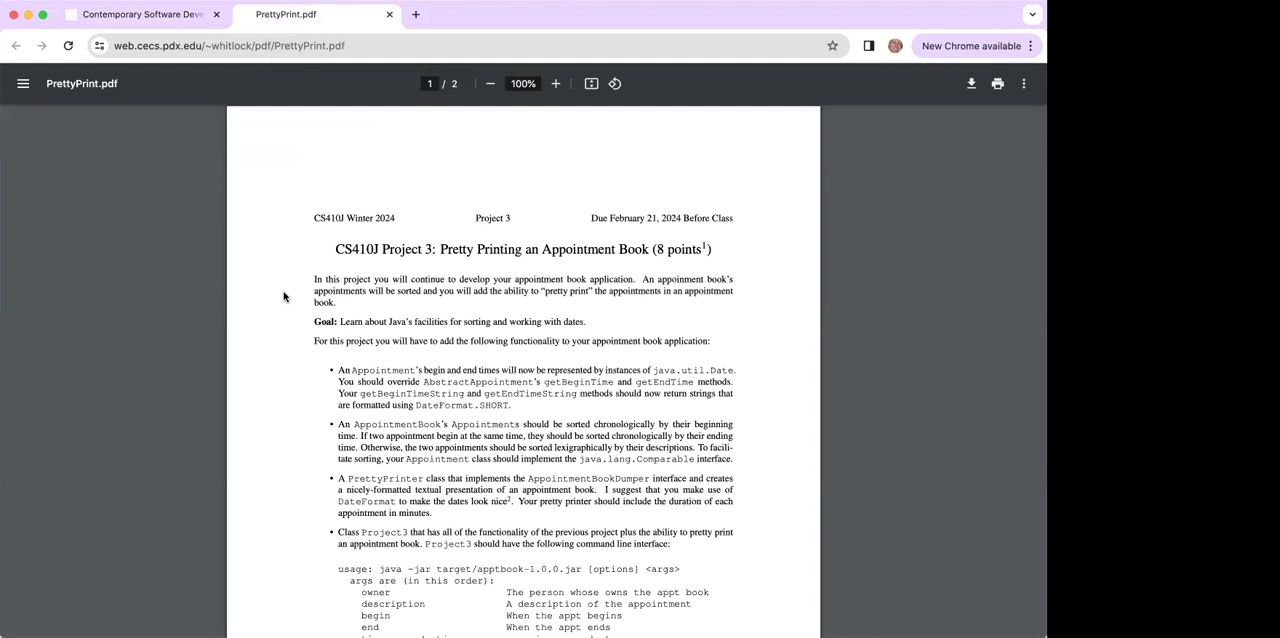 Contemporary Software Deve
PrettyPrint.pdf
web.cecs.pdx.edu/~whitlock/pdf/PrettyPrint.pdf
New Chrome available
PrettyPrint.pdf
1 / 2
100%
CS410J Winter 2024 Project 3 Due February 21, 2024 Before Class
CS410J Project 3: Pretty Printing an Appointment Book (8 points1)
In this project you will continue to develop your appointment book application. An appoinment book's
appointments will be sorted and you will add the ability to “pretty print” the appointments in an appointment
book.
Goal: Learn about Java's facilities for sorting and working with dates.
For this project you will have to add the following functionality to your appointment book application:
• An Appointment's begin and end times will now be represented by instances of java.util.Date.
You should override AbstractAppointment's getBeginTime and getEndTime methods.
Your getBeginTimeString and getEndTimeString methods should now return strings that
are formatted using DateFormat.SHORT.
• An AppointmentBook's Appointments should be sorted chronologically by their beginning
time. If two appointment begin at the same time, they should be sorted chronologically by their ending
time. Otherwise, the two appointments should be sorted lexigraphically by their descriptions. To facili-
tate sorting, your Appointment class should implement the java.lang.Comparable interface.
• A PrettyPrinter class that implements the AppointmentBookDumper interface and creates
a nicely-formatted textual presentation of an appointment book. I suggest that you make use of
DateFormat to make the dates look nice2. Your pretty printer should include the duration of each
appointment in minutes.
• Class Project3 that has all of the functionality of the previous project plus the ability to pretty print
an appointment book. Project3 should have the following command line interface:
usage: java -jar target/apptbook-1.0.0.jar [options] <args>
args are (in this order):
owner The person whose owns the appt book
description A description of the appointment
begin When the appt begins
end When the appt ends